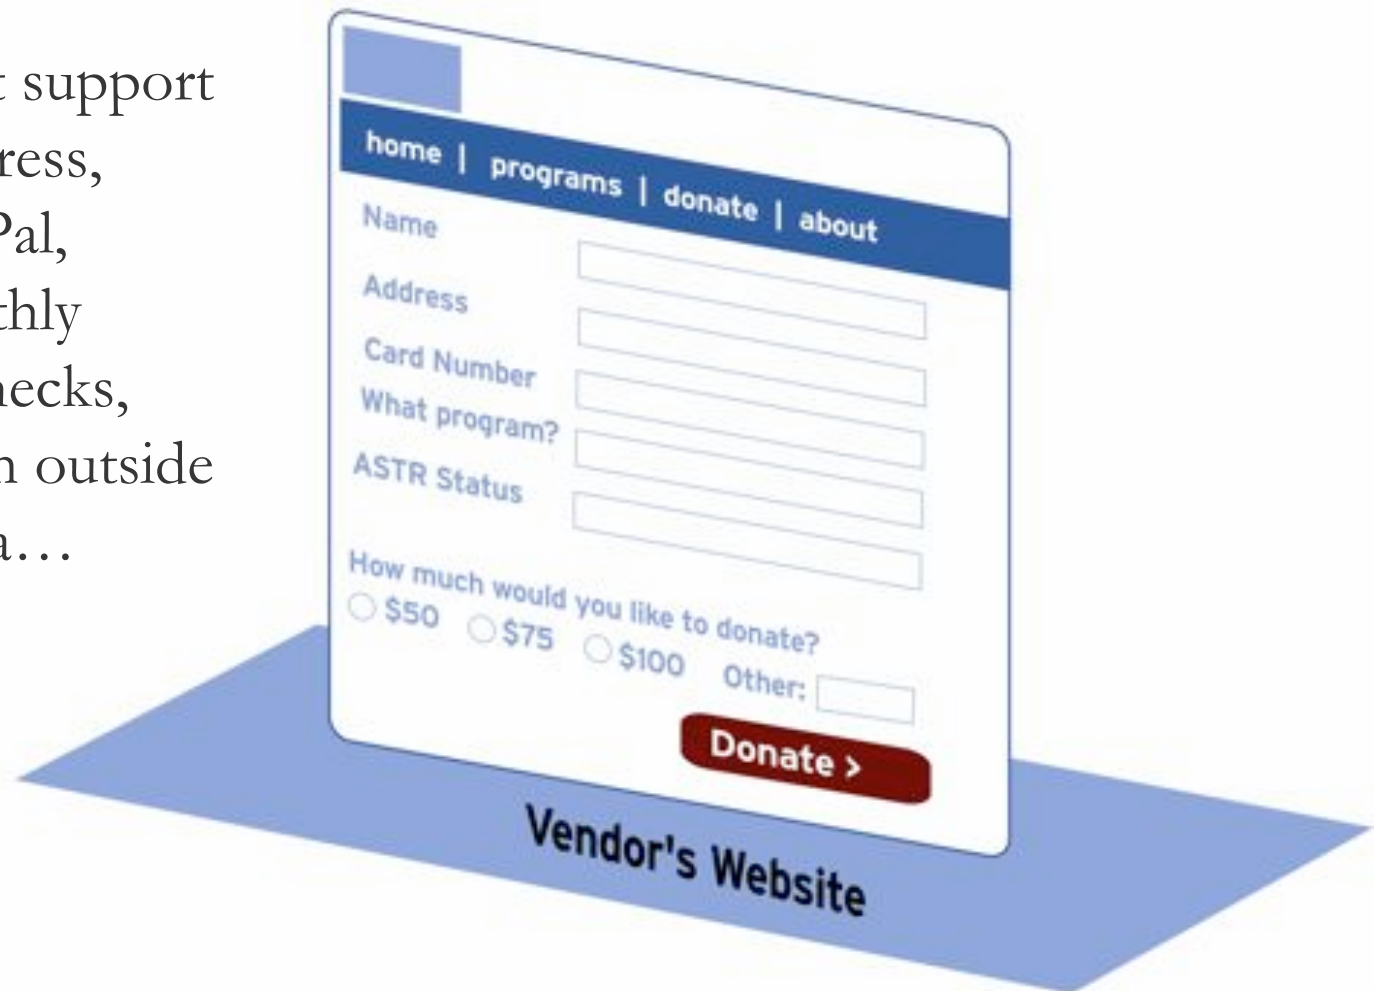 t support
ress,
Pal,
thly
hecks,
n outside
a…
home | programs | donate | about
Name
Address
Card Number
What program?
ASTR Status
How much would you like to donate?
$50 $75 $100 Other:
Donate >
Vendor's Website